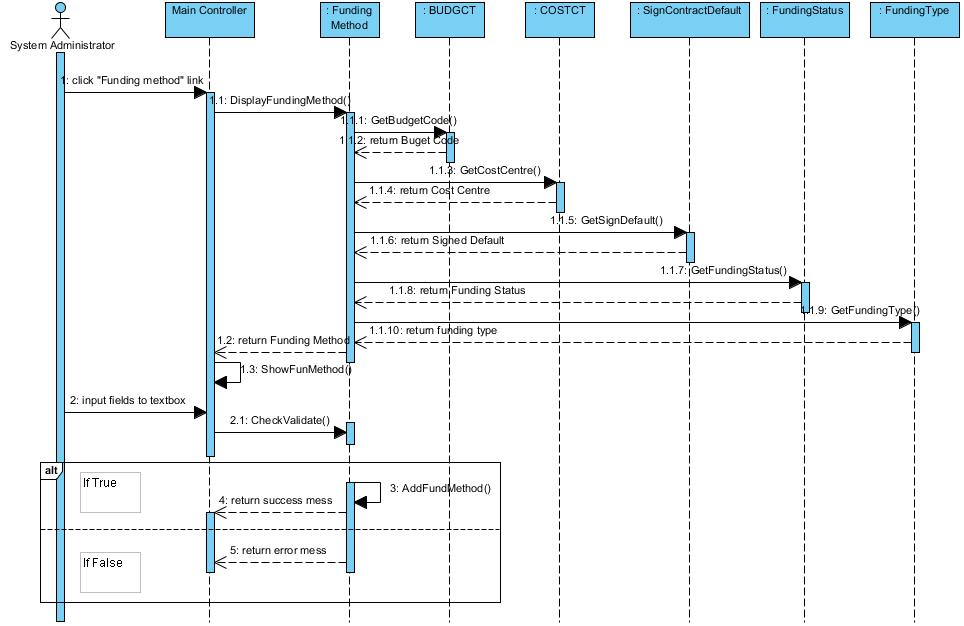 System Administrator
Main Controller
: Funding
Method
: BUDGCT
: COSTCT
: SignContractDefault
: FundingStatus
: FundingType
1: click "Funding method" link
1.1: DisplayFundingMethod()
1.1.1: GetBudgetCode()
1.1.2: return Buget Code
1.1.3: GetCostCentre()
1.1.4: return Cost Centre
1.1.5: GetSignDefault()
1.1.6: return Sighed Default
1.1.7: GetFundingStatus()
1.1.8: return Funding Status
1.1.9: GetFundingType()
1.1.10: return funding type
1.2: return Funding Method
1.3: ShowFunMethod()
2: input fields to textbox
2.1: CheckValidate()
alt
If True
3: AddFundMethod()
4: return success mess
5: return error mess
If False